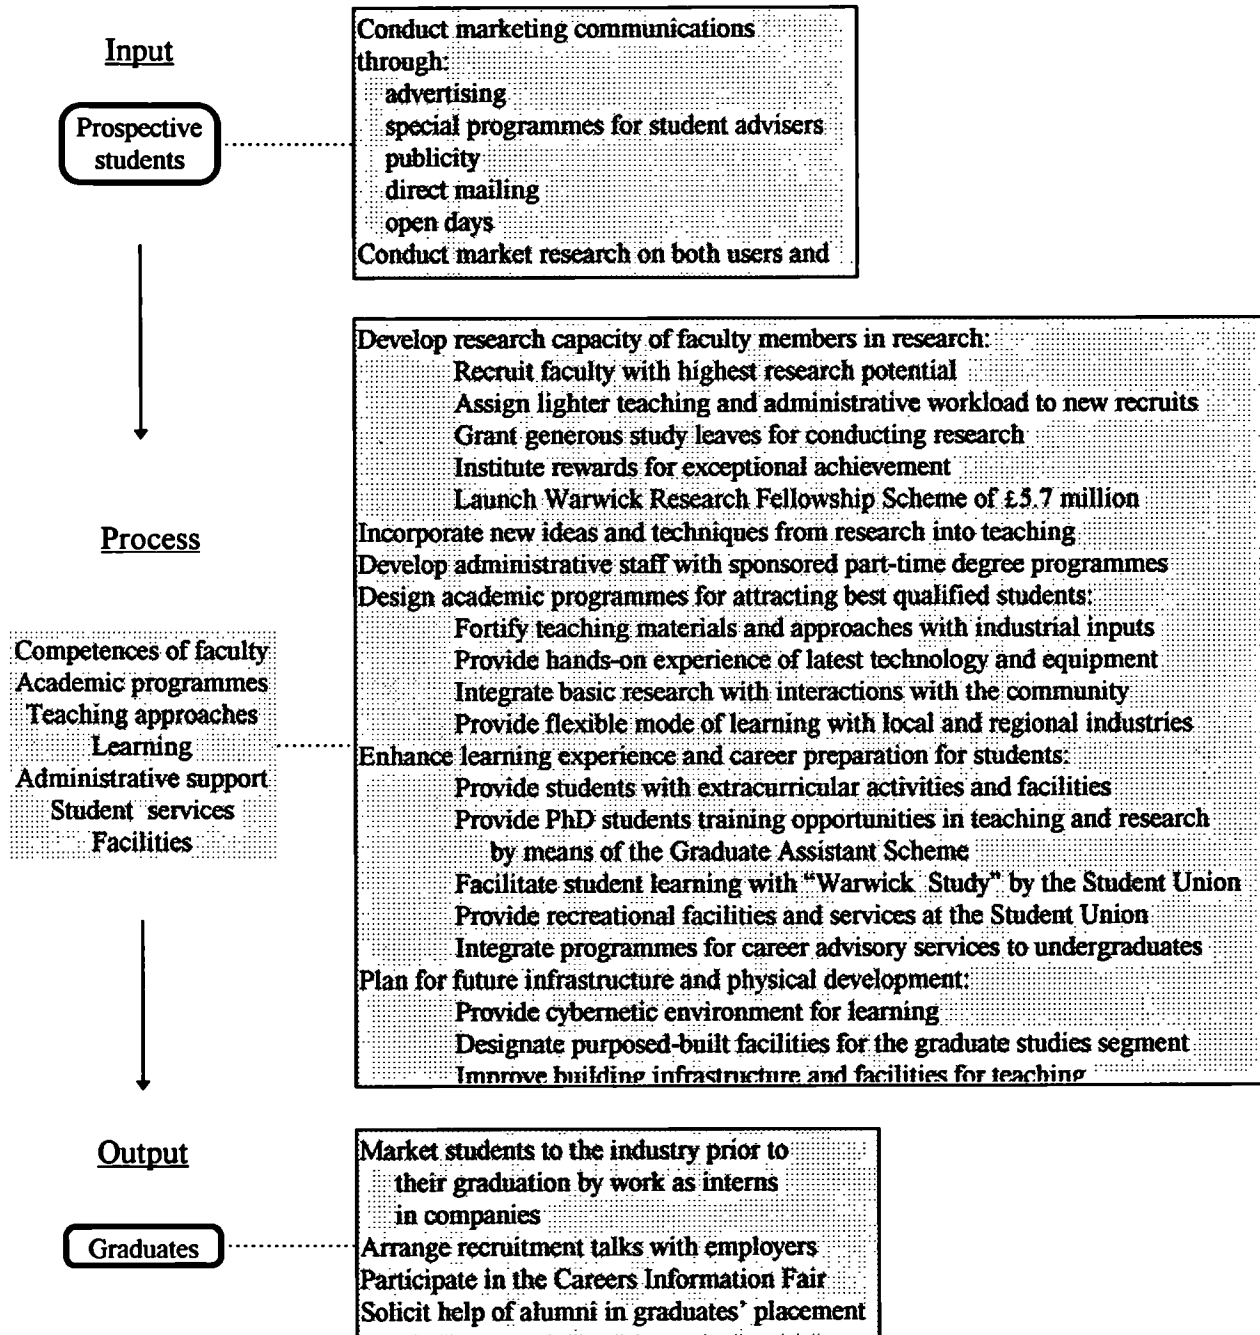 Input
Prospective
students
Conduct marketing communications
through:
advertising
special programmes for student advisers
publicity
direct mailing
open days
Conduct market research on both users and
Process
Competences of faculty
Academic programmes
Teaching approaches
Learning
Administrative support
Student services
Facilities
Develop research capacity of faculty members in research:
Recruit faculty with highest research potential
Assign lighter teaching and administrative workload to new recruits
Grant generous study leaves for conducting research
Institute rewards for exceptional achievement
Launch Warwick Research Fellowship Scheme of £5.7 million
Incorporate new ideas and techniques from research into teaching
Develop administrative staff with sponsored part-time degree programmes
Design academic programmes for attracting best qualified students:
Fortify teaching materials and approaches with industrial inputs
Provide hands-on experience of latest technology and equipment
Integrate basic research with interactions with the community
Provide flexible mode of learning with local and regional industries
Enhance learning experience and career preparation for students:
Provide students with extracurricular activities and facilities
Provide PhD students training opportunities in teaching and research
by means of the Graduate Assistant Scheme
Facilitate student learning with “Warwick Study” by the Student Union
Provide recreational facilities and services at the Student Union
Integrate programmes for career advisory services to undergraduates
Plan for future infrastructure and physical development:
Provide cybernetic environment for learning
Designate purposed-built facilities for the graduate studies segment
Improve building infrastructure and facilities for teaching
Output
Graduates
Market students to the industry prior to
their graduation by work as interns
in companies
Arrange recruitment talks with employers
Participate in the Careers Information Fair
Solicit help of alumni in graduates’ placement